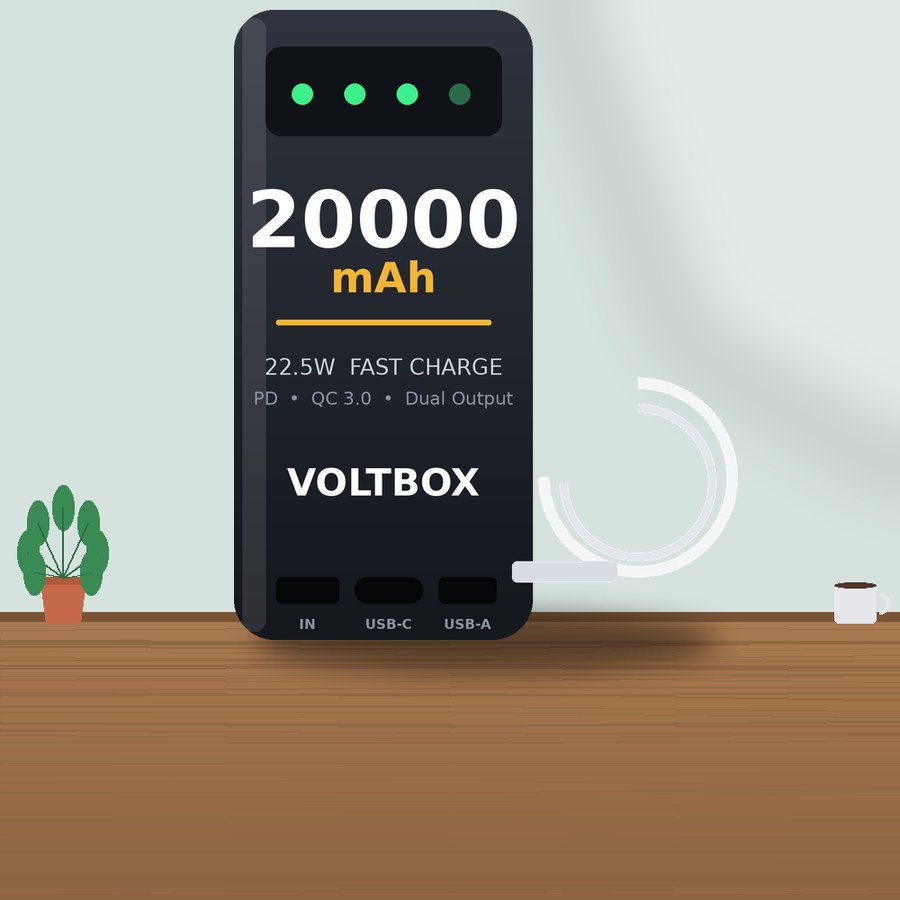 20000
mAh
22.5W FAST CHARGE
PD • QC 3.0 • Dual Output
VOLTBOX
IN USB-C USB-A